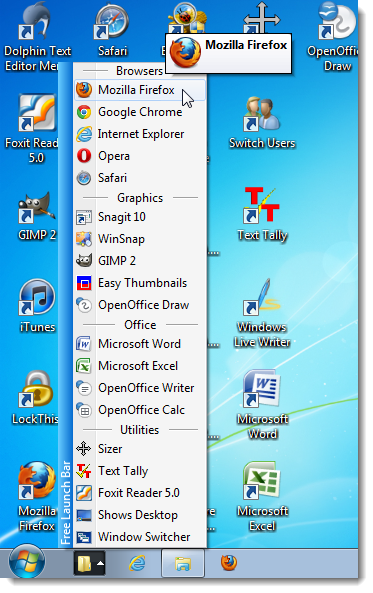 Dolphin Text
Editor Men
Safari
Mozilla Firefox
OpenOffice
Draw
Browsers
Mozilla Firefox
Google Chrome
Internet Explorer
Opera
Safari
Graphics
Snagit 10
WinSnap
GIMP 2
Easy Thumbnails
OpenOffice Draw
Office
Microsoft Word
Microsoft Excel
OpenOffice Writer
OpenOffice Calc
Utilities
Sizer
Text Tally
Foxit Reader 5.0
Shows Desktop
Window Switcher
Free Launch Bar
Foxit Read
5.0
GIMP 2
iTunes
LockThis
Mozilla
Firefox
Switch Users
Text Tally
Windows
Live Writer
Microsoft
Word
Microsoft
Excel